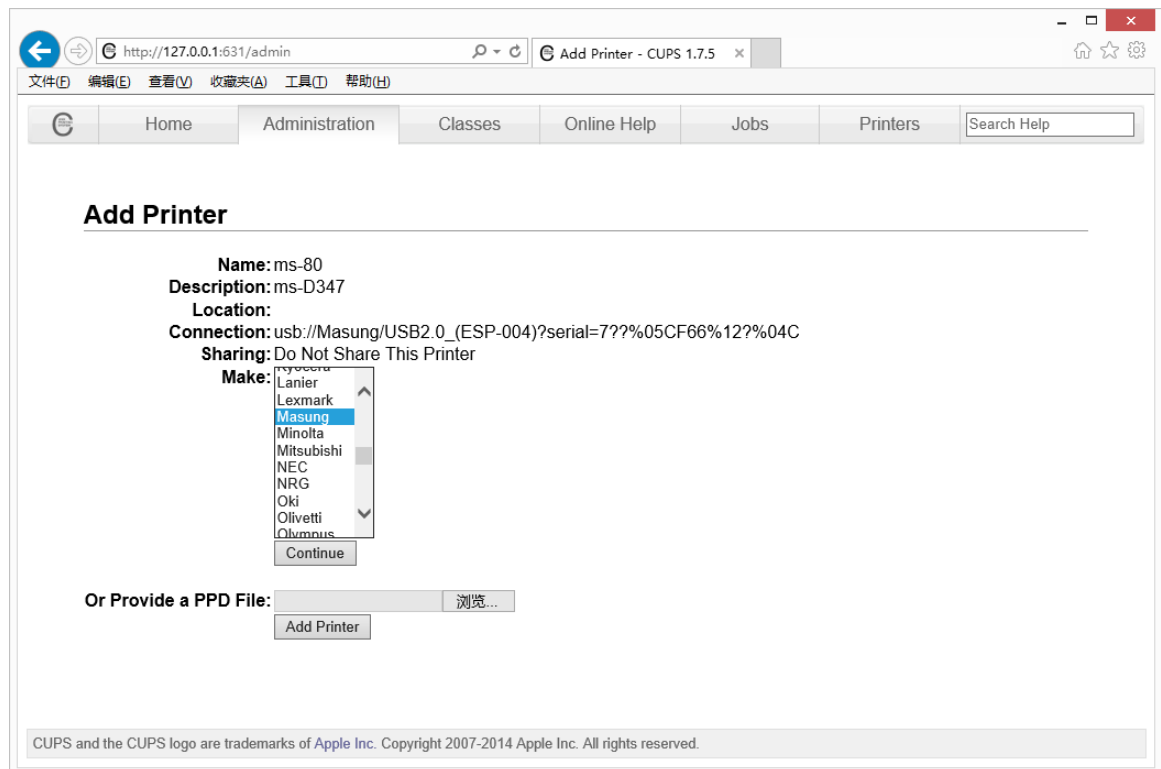 http://127.0.0.1:631/admin
Add Printer - CUPS 1.7.5
文件(F) 编辑(E) 查看(V) 收藏夹(A) 工具(T) 帮助(H)
Home Administration Classes Online Help Jobs Printers Search Help
Add Printer
Name: ms-80
Description: ms-D347
Location:
Connection: usb://Masung/USB2.0_(ESP-004)?serial=7??%05CF66%12?%04C
Sharing: Do Not Share This Printer
Make:
Kyocera
Lanier
Lexmark
Masung
Minolta
Mitsubishi
NEC
NRG
Oki
Olivetti
Olympus
Continue
Or Provide a PPD File: 浏览...
Add Printer
CUPS and the CUPS logo are trademarks of Apple Inc. Copyright 2007-2014 Apple Inc. All rights reserved.